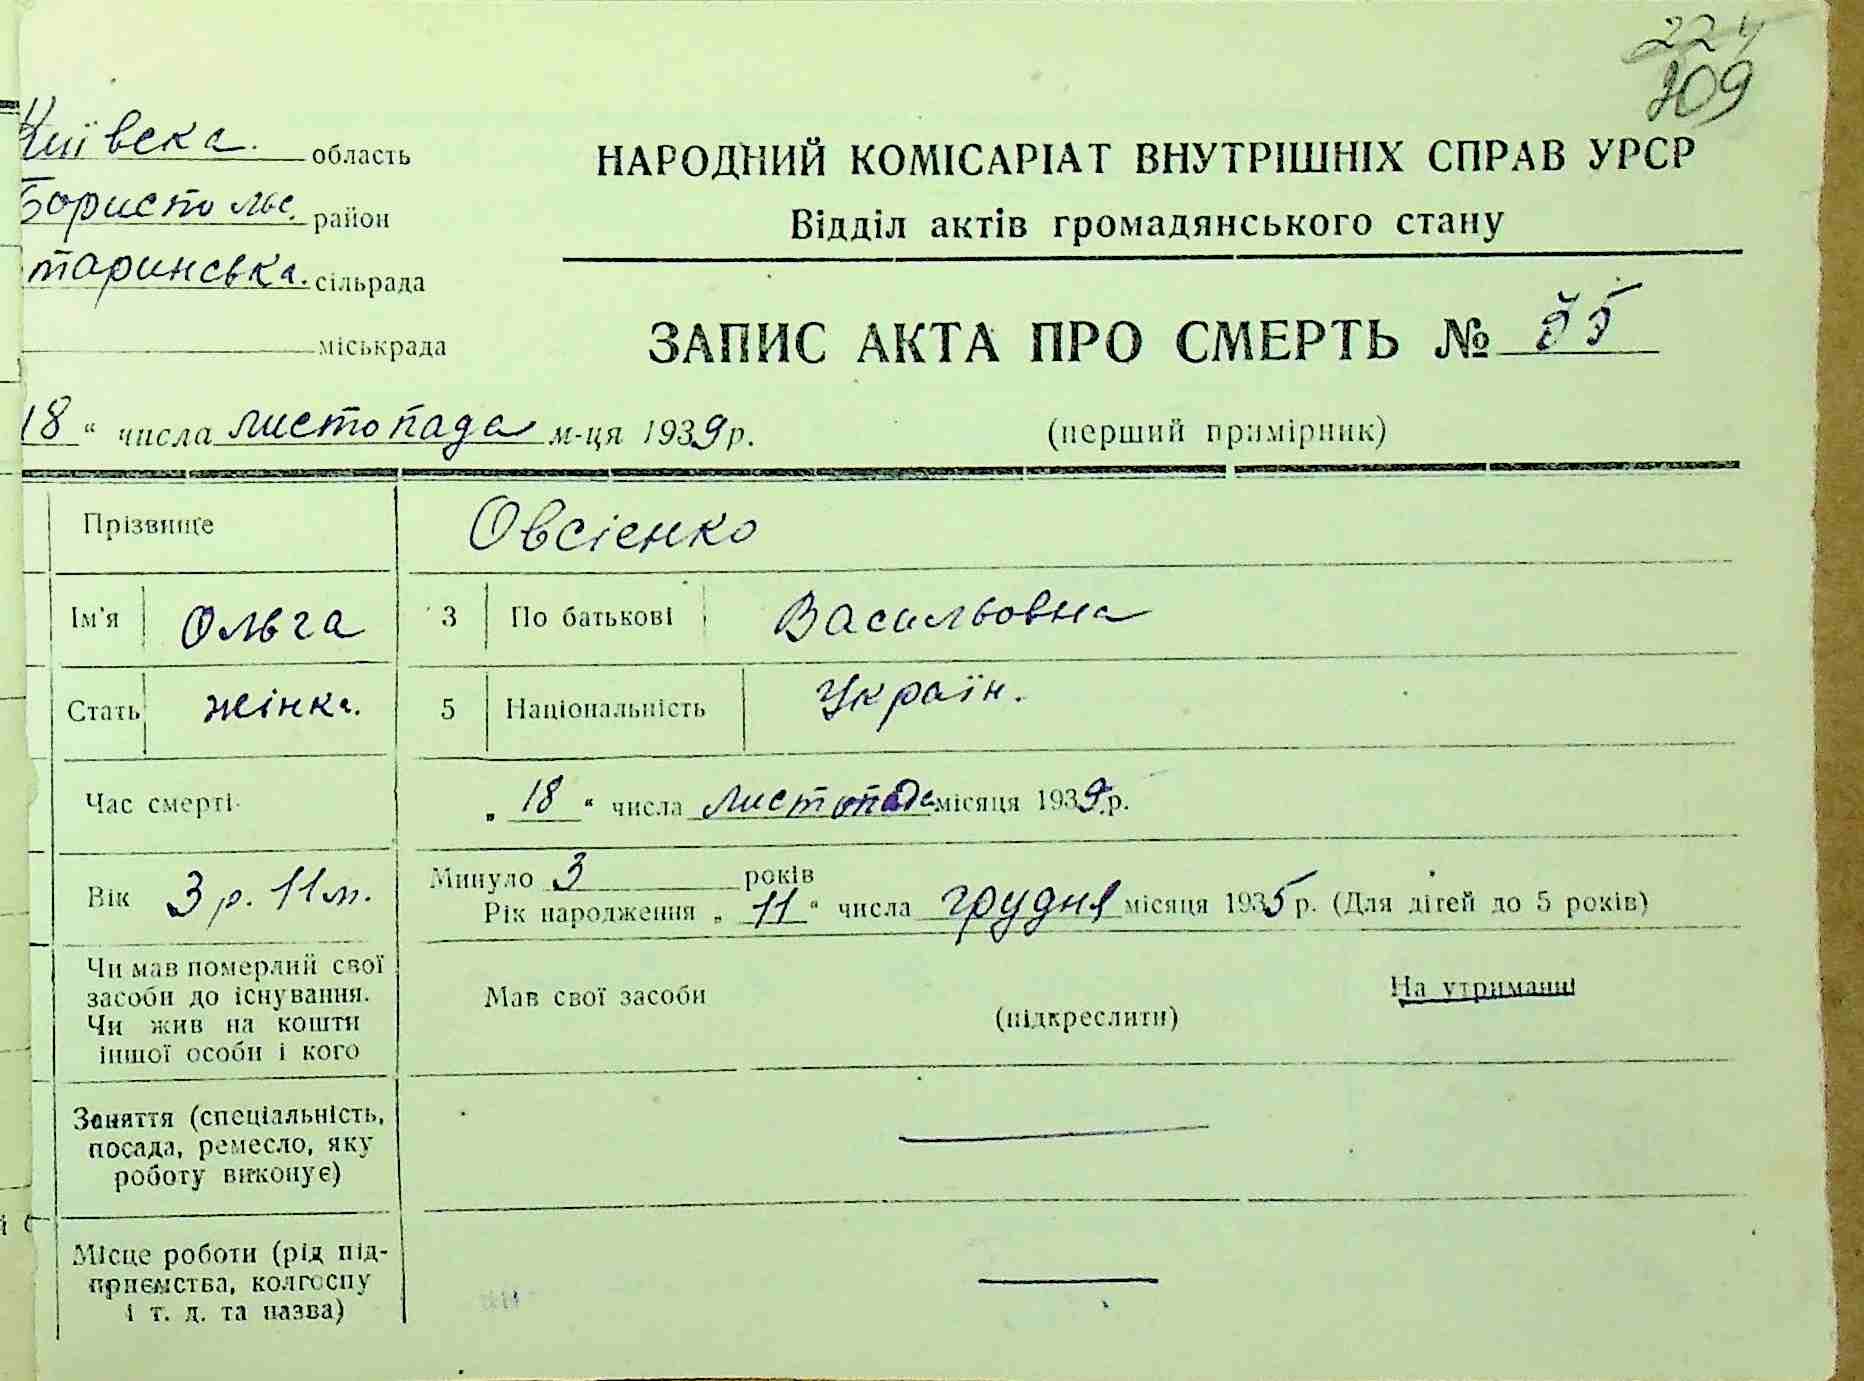 224
109
Київська. область
Бориспольс. район
таринська. сільрада
міськрада
НАРОДНИЙ КОМІСАРІАТ ВНУТРІШНІХ СПРАВ УРСР
Відділ актів громадянського стану
ЗАПИС АКТА ПРО СМЕРТЬ №
18 " числа листопада м-ця 1939 р.
(перший примірник)
Прізвище Овсієнко
Ім'я Ольга 3 По батькові Васильовна
Стать жінка. 5 Національність Україн.
Час смерті „ 18 “ числа листопада місяця 1939 р.
Вік 3 р. 11 м. Минуло 3 років
Рік народження „ 11 “ числа грудня місяця 1935 р. (Для дітей до 5 років)
Чи мав померлий свої
засоби до існування.
Чи жив на кошти
іншої особи і кого
Мав свої засоби (підкреслити) На утриманні
Заняття (спеціальність,
посада, ремесло, яку
роботу виконує)
Місце роботи (рід під-
приємства, колгоспу
і т. д. та назва)